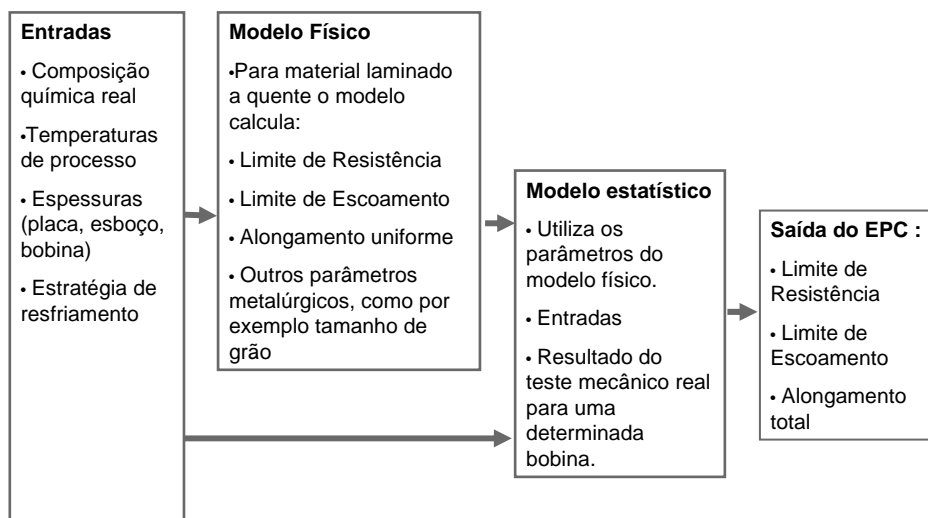 Entradas
• Composição
química real
•Temperaturas
de processo
• Espessuras
(placa, esboço,
bobina)
• Estratégia de
resfriamento
Modelo Físico
•Para material laminado
a quente o modelo
calcula:
• Limite de Resistência
• Limite de Escoamento
• Alongamento uniforme
• Outros parâmetros
metalúrgicos, como por
exemplo tamanho de
grão
Modelo estatístico
• Utiliza os
parâmetros do
modelo físico.
• Entradas
• Resultado do
teste mecânico real
para uma
determinada
bobina.
Saída do EPC :
• Limite de
Resistência
• Limite de
Escoamento
• Alongamento
total